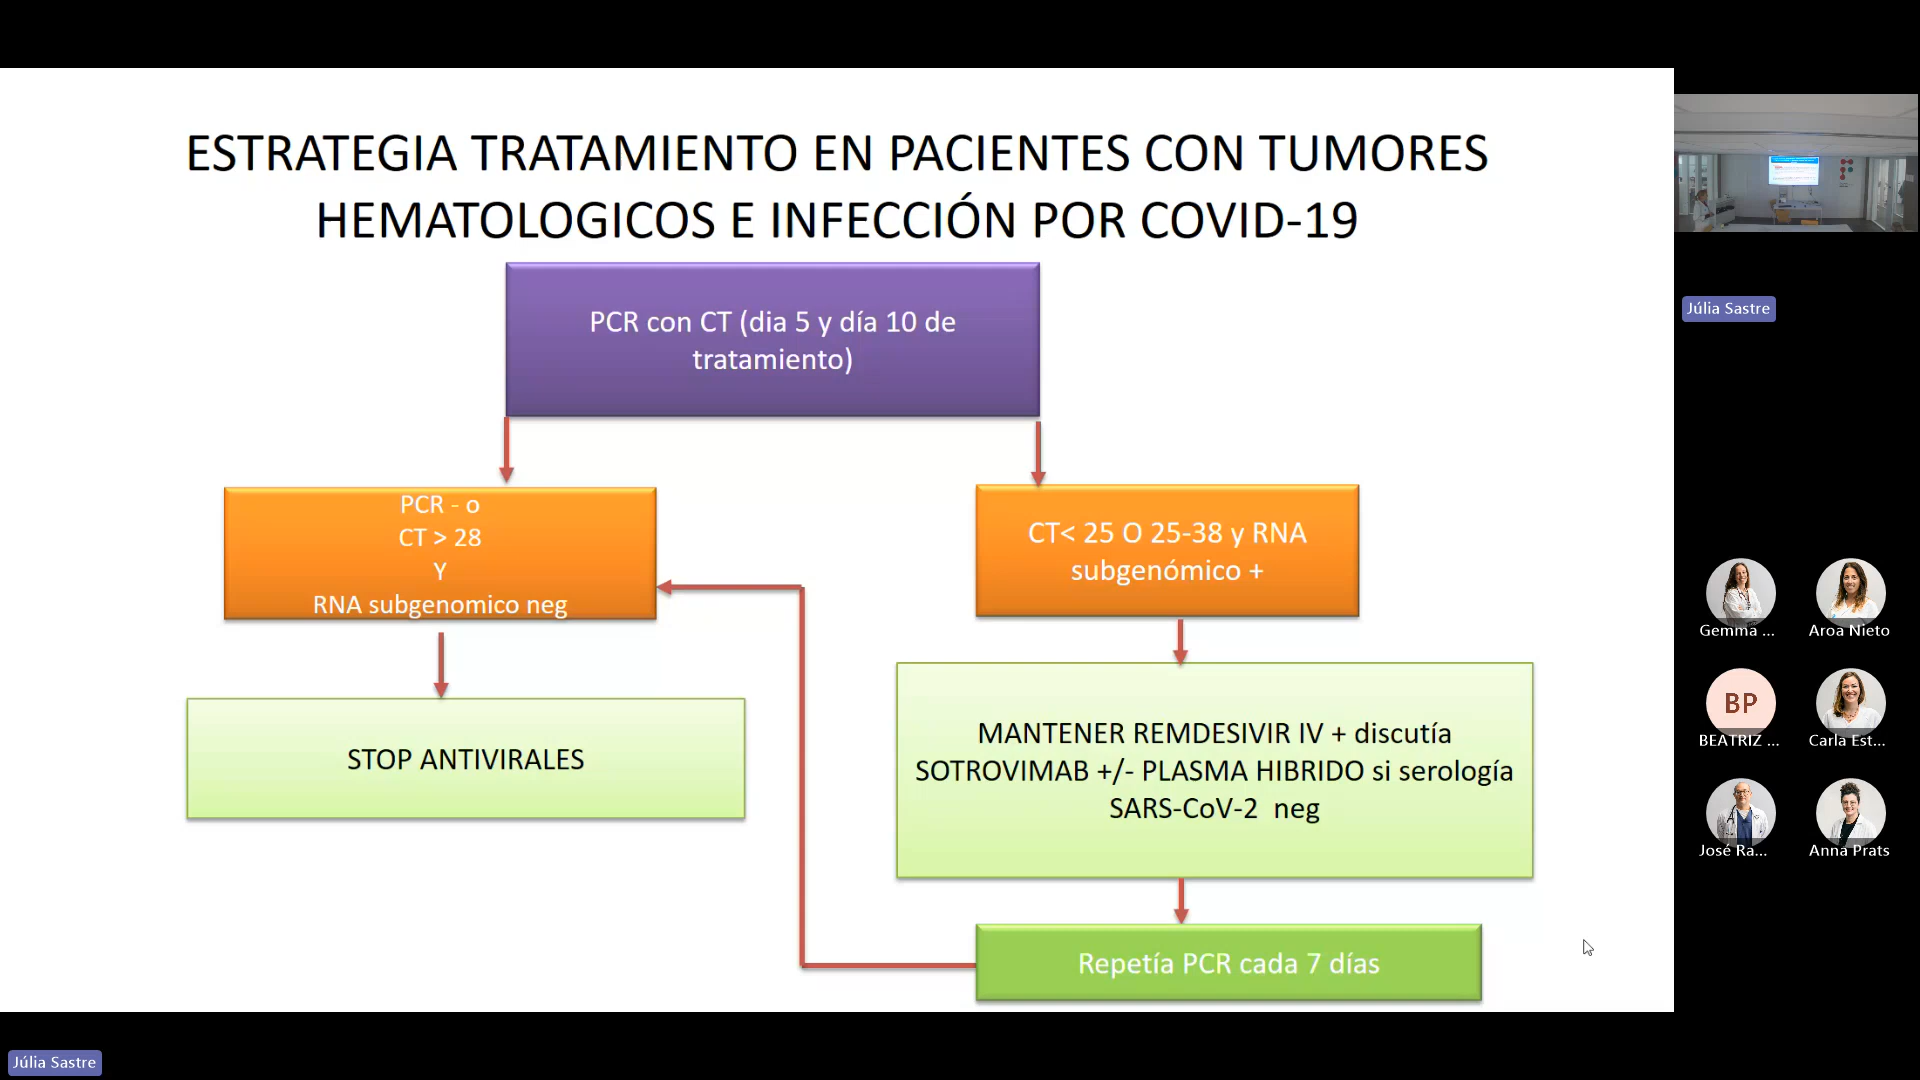 ESTRATEGIA TRATAMIENTO EN PACIENTES CON TUMORES
HEMATOLOGICOS E INFECCIÓN POR COVID-19
PCR con CT (dia 5 y día 10 de
tratamiento)
PCR - o
CT > 28
Y
RNA subgenomico neg
CT< 25 O 25-38 y RNA
subgenómico +
STOP ANTIVIRALES
MANTENER REMDESIVIR IV + discutía
SOTROVIMAB +/- PLASMA HIBRIDO si serología
SARS-CoV-2 neg
Repetía PCR cada 7 días
Júlia Sastre
Gemma ...
Aroa Nieto
BP
BEATRIZ ...
Carla Est...
José Ra...
Anna Prats
Júlia Sastre